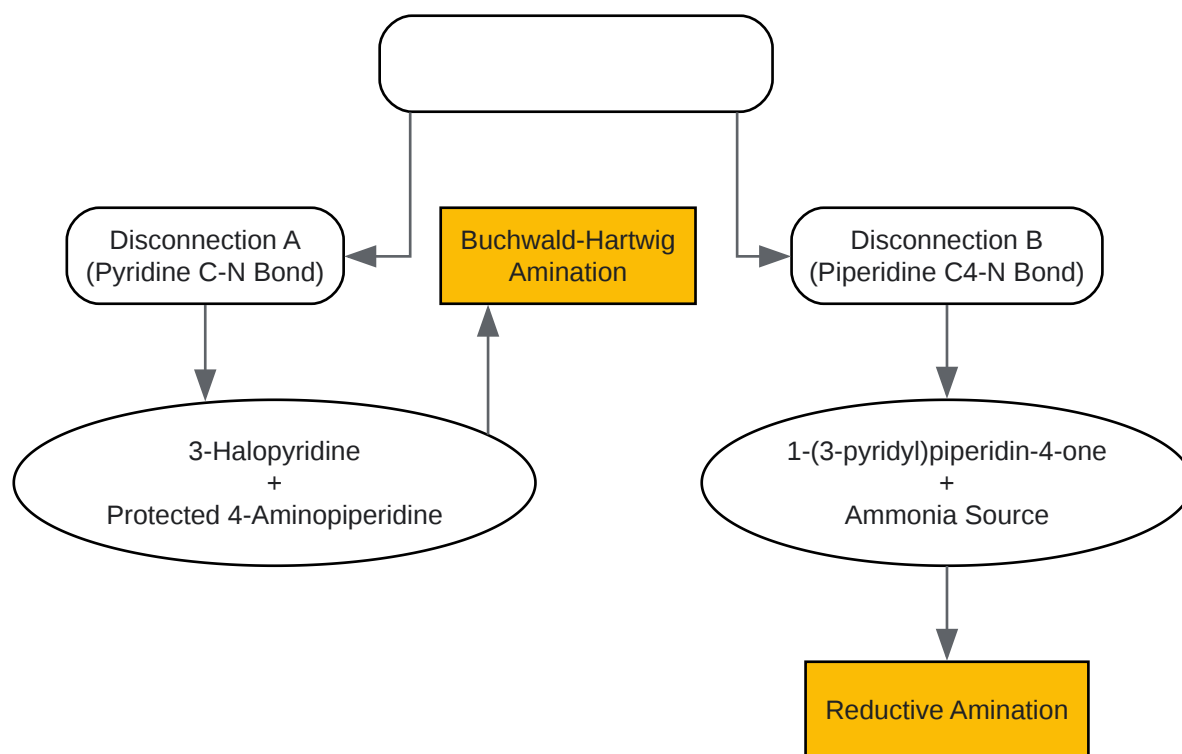 Disconnection A
(Pyridine C-N Bond)
Buchwald-Hartwig
Amination
Disconnection B
(Piperidine C4-N Bond)
3-Halopyridine
+
Protected 4-Aminopiperidine
1-(3-pyridyl)piperidin-4-one
+
Ammonia Source
Reductive Amination